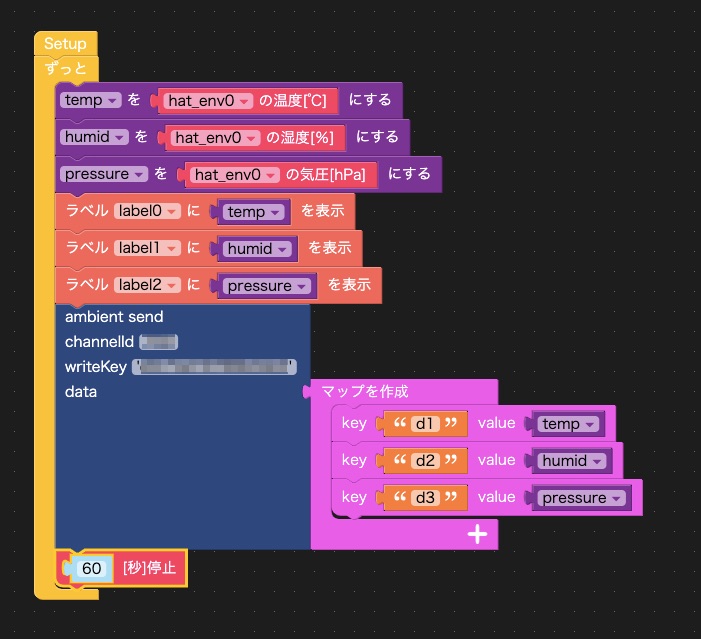 Setup
ずっと
temp を hat_env0 の温度[℃] にする
humid を hat_env0 の湿度[%] にする
pressure を hat_env0 の気圧[hPa] にする
ラベル label0 に temp を表示
ラベル label1 に humid を表示
ラベル label2 に pressure を表示
ambient send
channelId
writeKey ' '
data マップを作成
key “ d1 ” value temp
key “ d2 ” value humid
key “ d3 ” value pressure
+
60 [秒]停止